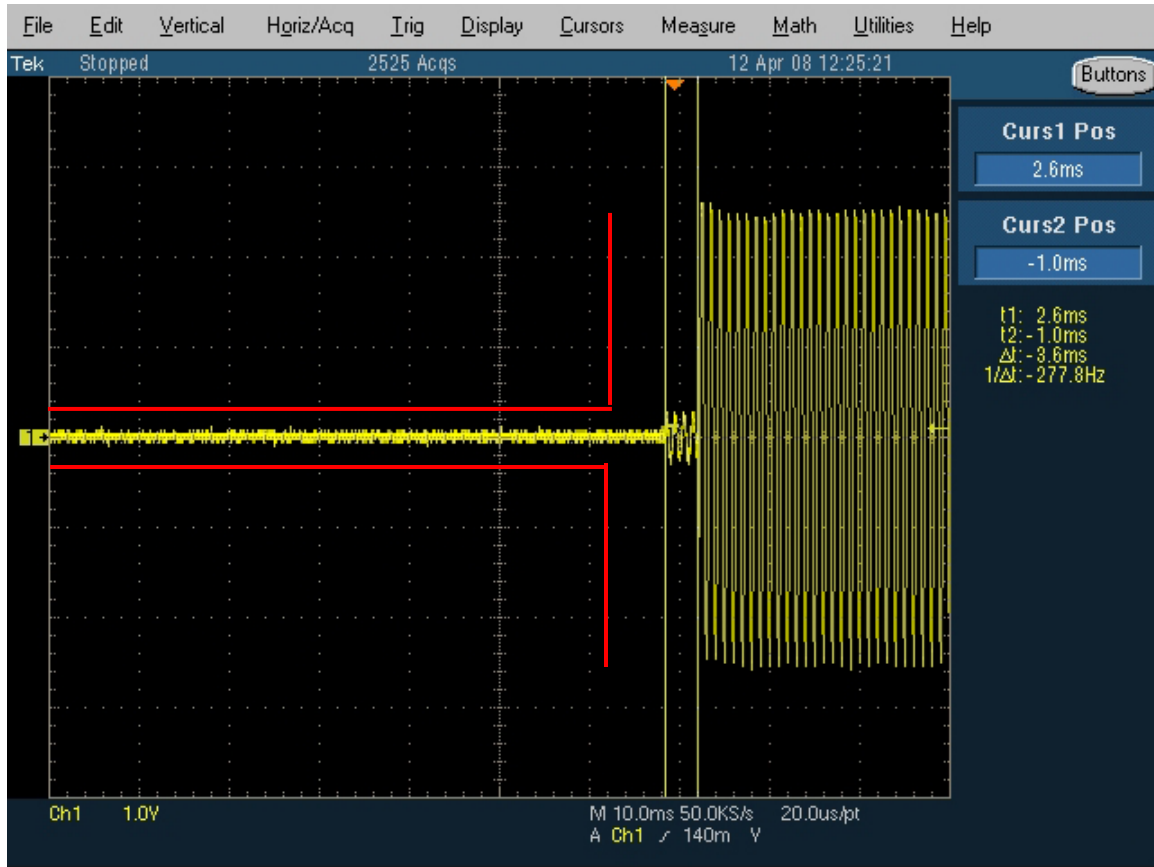 File Edit Vertical Horiz/Acq Trig Display Cursors Measure Math Utilities Help
Tek Stopped 2525 Acqs 12 Apr 08 12:25:21
Buttons
Curs1 Pos
2.6ms
Curs2 Pos
-1.0ms
t1: 2.6ms
t2:-1.0ms
Δt:-3.6ms
1/Δt:-277.8Hz
1
Ch1 1.0V
M 10.0ms 50.0KS/s 20.0us/pt
A Ch1 / 140m V